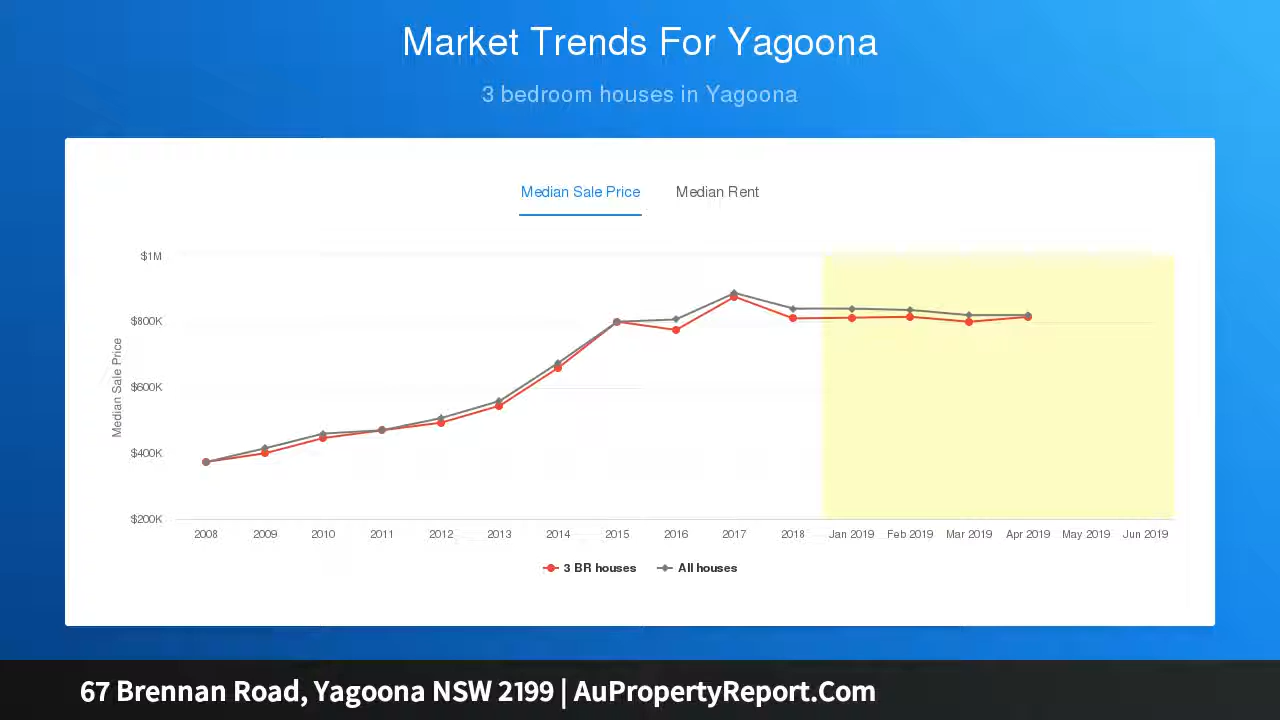 Market Trends For Yagoona
3 bedroom houses in Yagoona
Median Sale Price Median Rent
$1M
$800K
$600K
$400K
$200K
Median Sale Price
2008 2009 2010 2011 2012 2013 2014 2015 2016 2017 2018 Jan 2019 Feb 2019 Mar 2019 Apr 2019 May 2019 Jun 2019
3 BR houses All houses
67 Brennan Road, Yagoona NSW 2199 | AuPropertyReport.Com